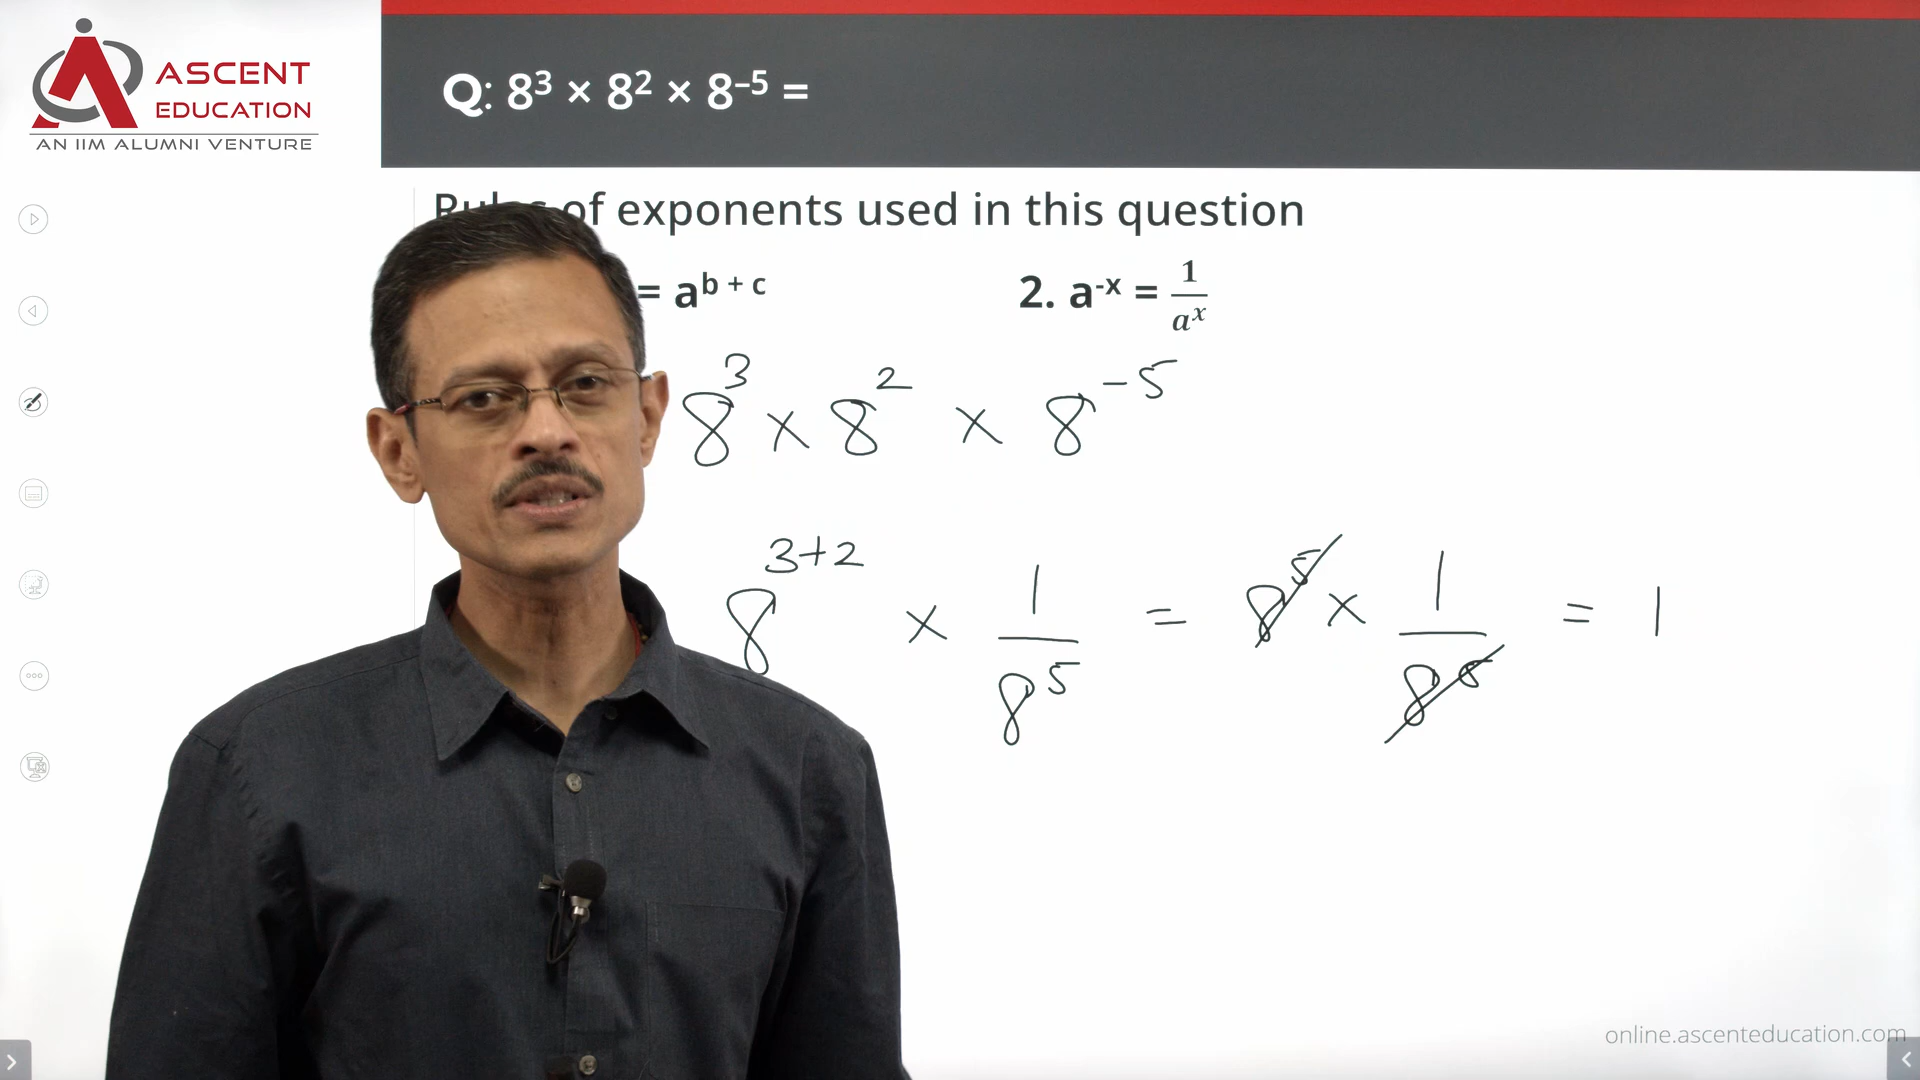 ASCENT
EDUCATION
AN IIM ALUMNI VENTURE
Q: 8³ × 8² × 8⁻⁵ =
of exponents used in this question
= aᵇ ⁺ ᶜ
2. a⁻ˣ = 1/aˣ
8³ × 8² × 8⁻⁵
8³⁺² × 1/8⁵ = 8⁵ × 1/8⁵ = 1
online.ascenteducation.com